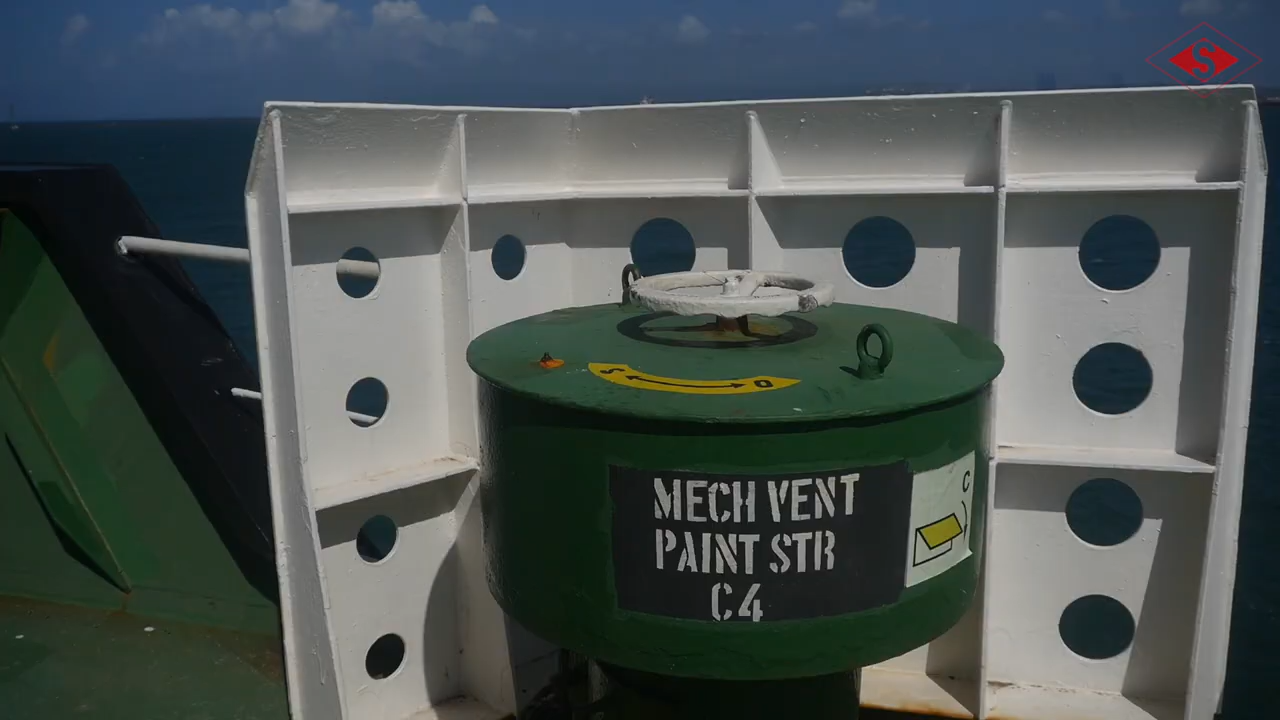 S
S O
C
MECH VENT
PAINT STR
C4